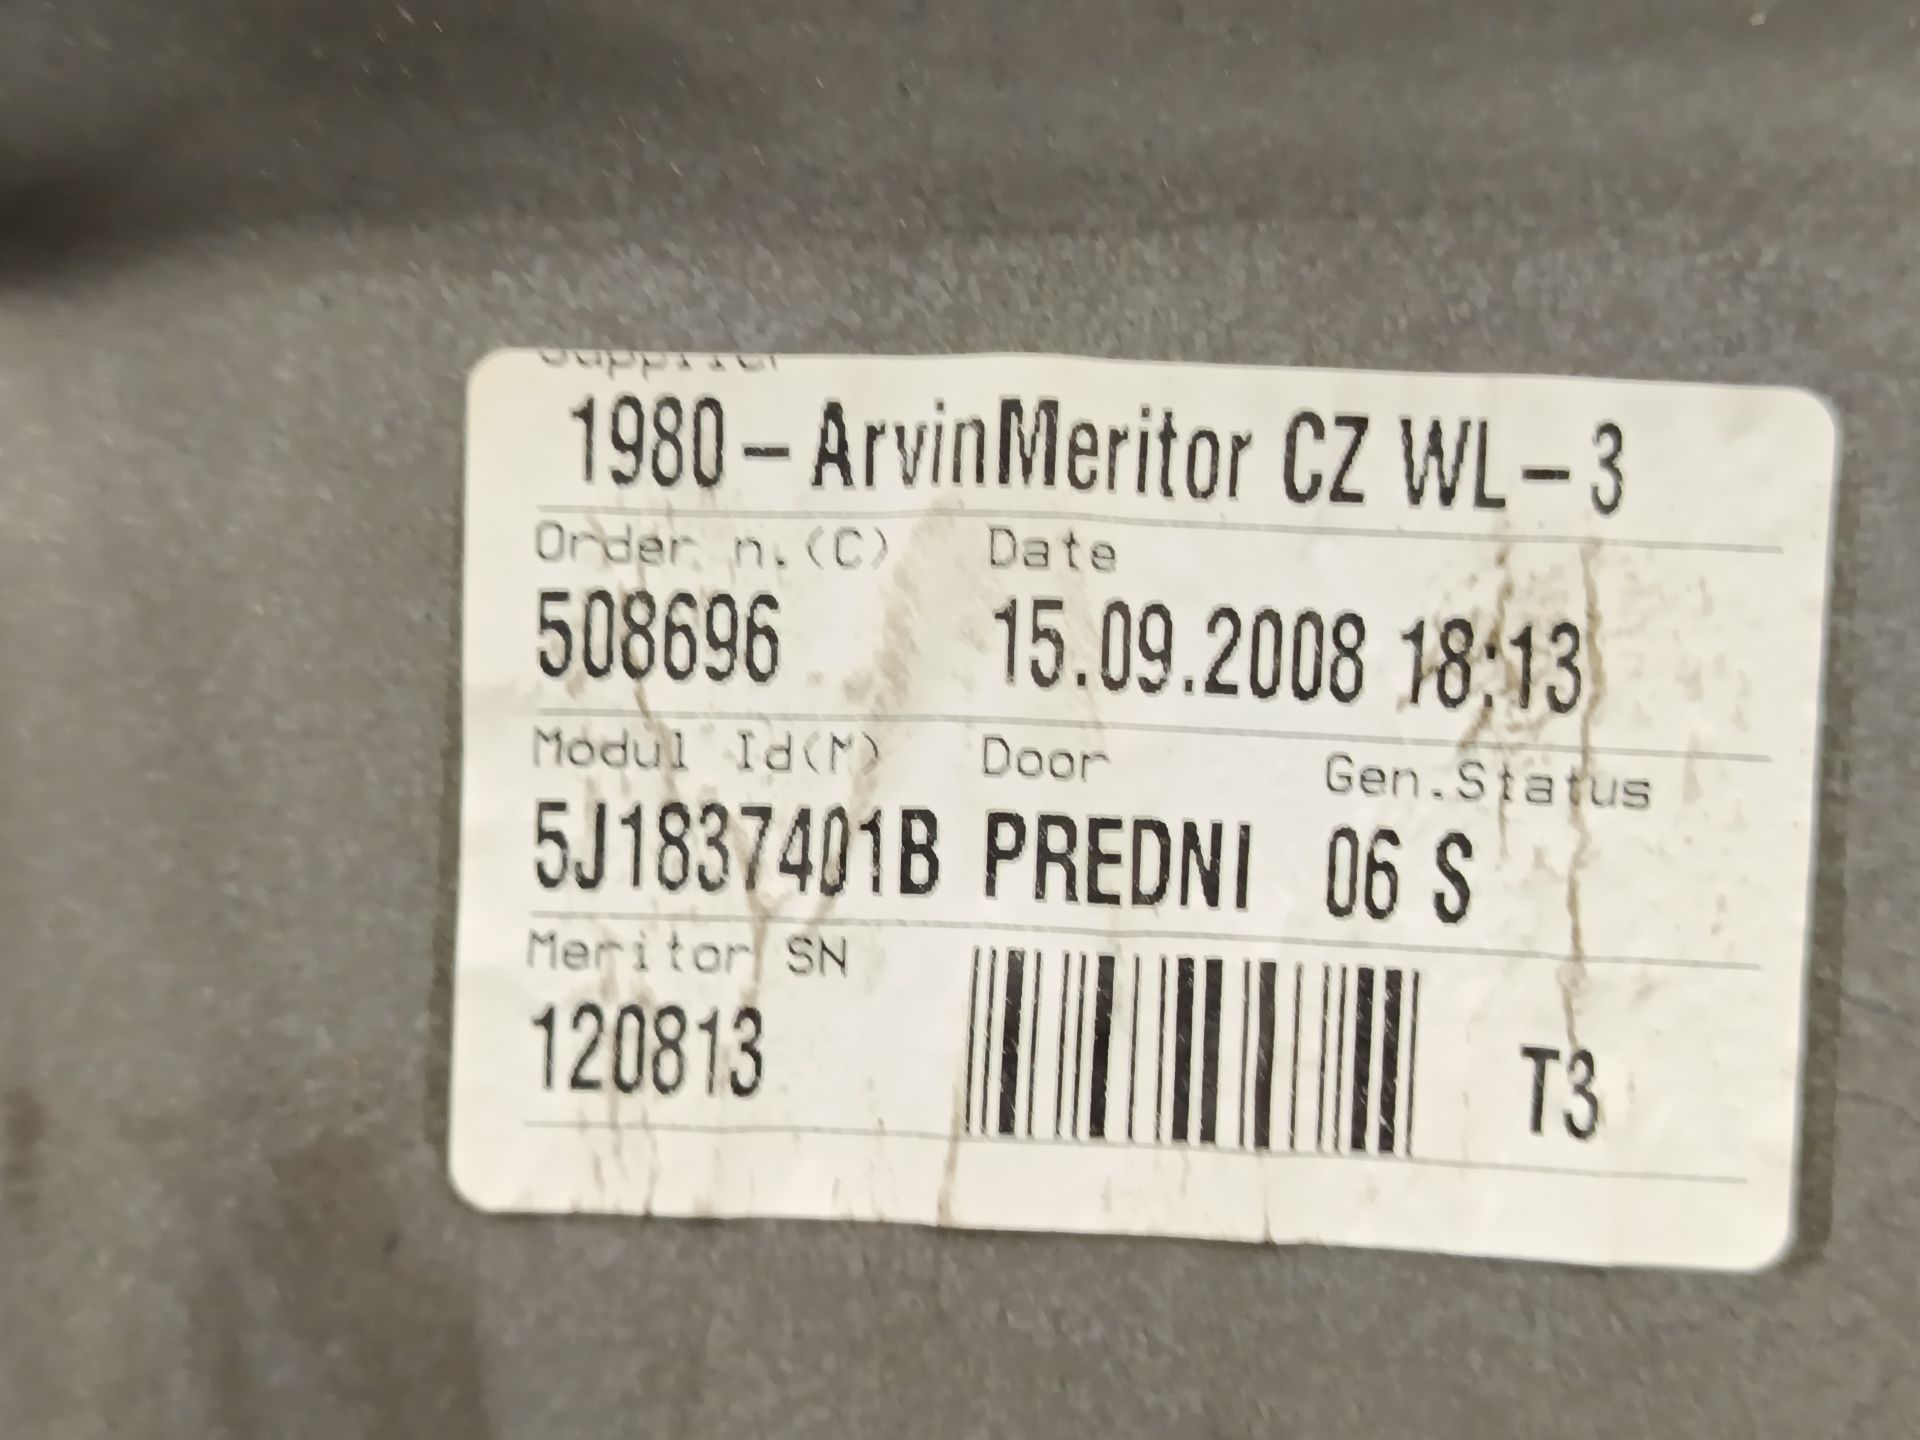 Supplier
1980 - ArvinMeritor CZ WL - 3
Order n.(C) Date
508696 15.09.2008 18:13
Modul Id(M) Door Gen.Status
5J1837401B PREDNI 06 S
Meritor SN
120813 T3